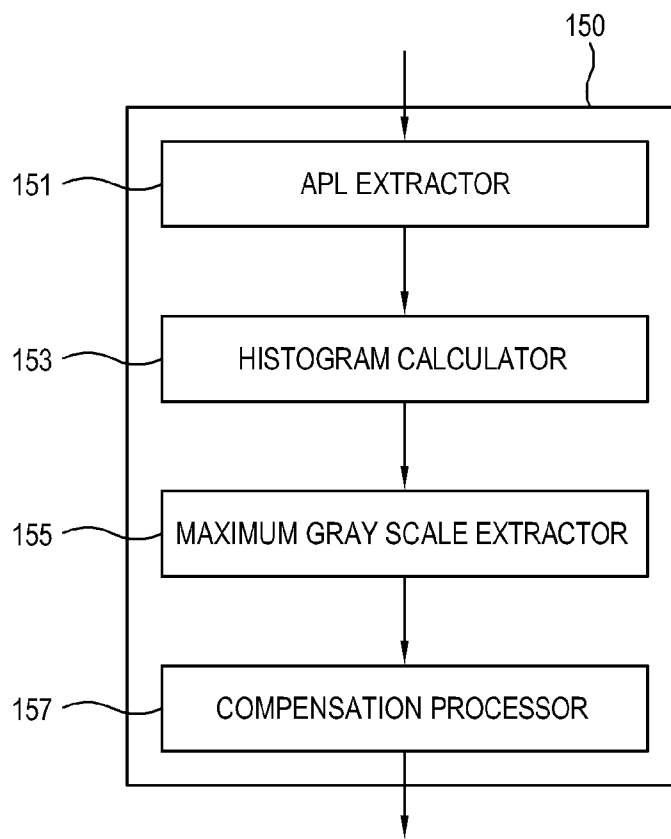 150
151
APL EXTRACTOR
153
HISTOGRAM CALCULATOR
155
MAXIMUM GRAY SCALE EXTRACTOR
157
COMPENSATION PROCESSOR